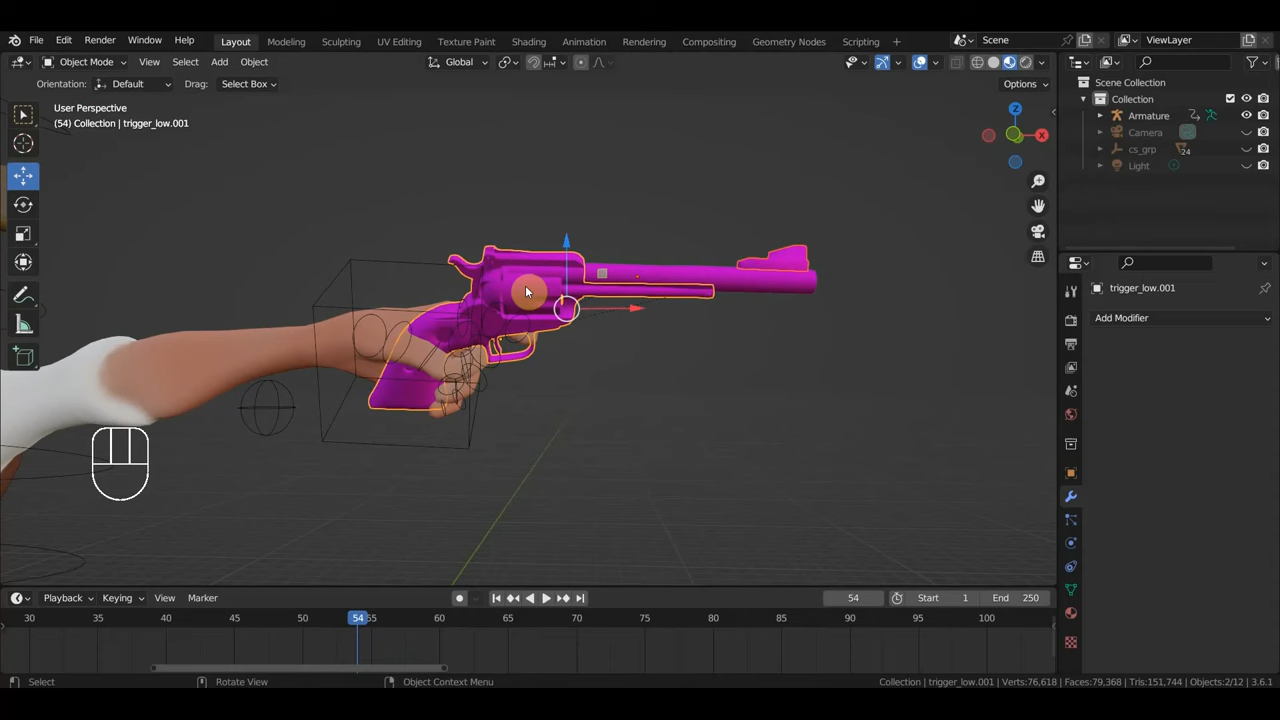 File Edit Render Window Help Layout Modeling Sculpting UV Editing Texture Paint Shading Animation Rendering Compositing Geometry Nodes Scripting + Scene ViewLayer
Object Mode View Select Add Object Global
Orientation: Default Drag: Select Box Options
User Perspective
(54) Collection | trigger_low.001
Z
X
Scene Collection
Collection
Armature
Camera
cs_grp 24
Light
trigger_low.001
Add Modifier
Playback Keying View Marker 54 Start 1 End 250
30 45 50 54 55 60 65 70 75 80 85 90 95 100
Select Rotate View Object Context Menu Collection | trigger_low.001 | Verts:76,618 | Faces:79,368 | Tris:151,744 | Objects:2/12 | 3.6.1